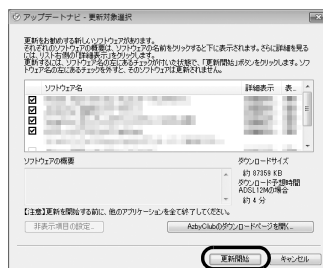 アップデートナビ - 更新対象選択
更新をお勧めする新しいソフトウェアがあります。
それぞれのソフトウェアの概要は、ソフトウェアの名前をクリックすると下に表示されます。さらに詳細を見る
には、リスト右側の「詳細表示」をクリックします。
更新するには、ソフトウェア名の左にあるチェックが付いた状態で、「更新開始」ボタンをクリックします。ソフ
トウェア名の左にあるチェックを外すと、そのソフトウェアは更新されません。
ソフトウェア名 詳細表示 表...
ソフトウェアの概要
ダウンロードサイズ
約 87359 KB
ダウンロード予想時間
ADSL12Mの場合
約 4 分
【注意】更新を開始する前に、他のアプリケーションを全て終了してください。
非表示項目の設定...
AzbyClubのダウンロードページを開く...
更新開始
キャンセル